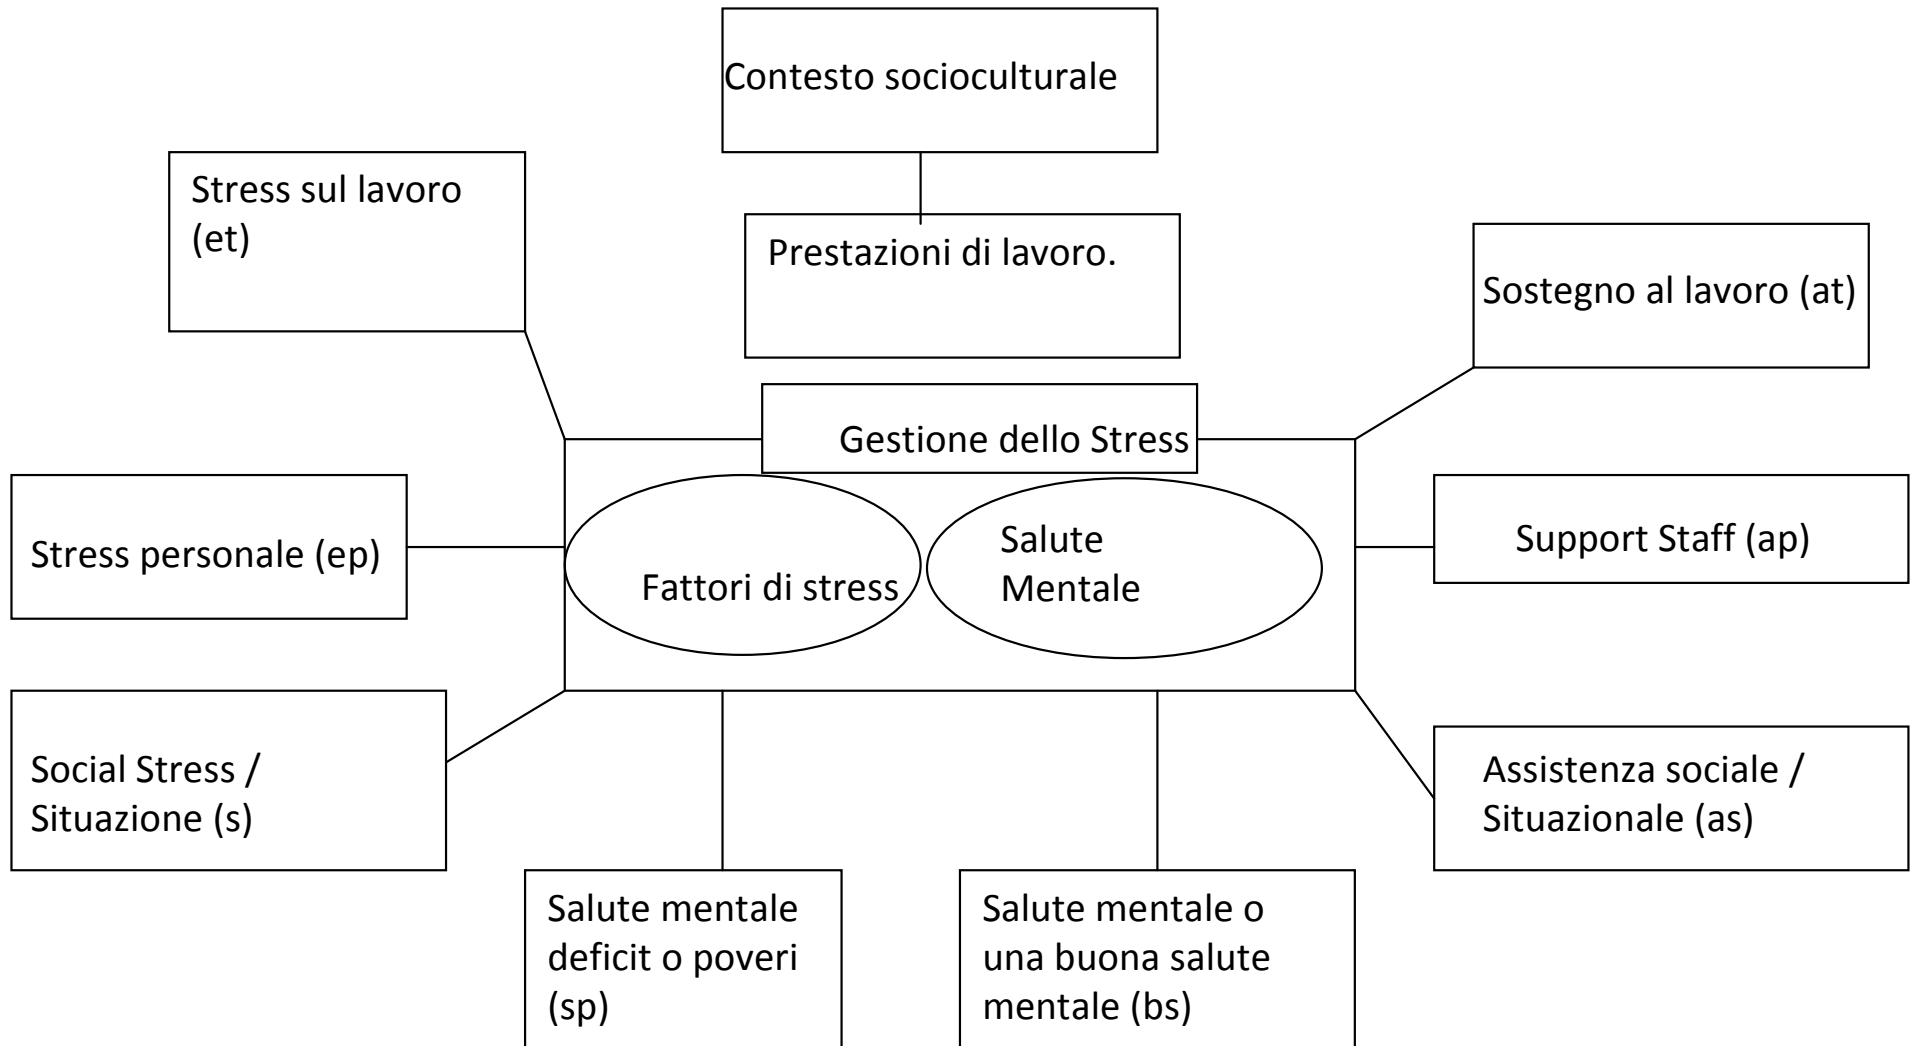 Contesto socioculturale
Stress sul lavoro
(et)
Prestazioni di lavoro.
Sostegno al lavoro (at)
Gestione dello Stress
Stress personale (ep)
Fattori di stress
Salute
Mentale
Support Staff (ap)
Social Stress /
Situazione (s)
Assistenza sociale /
Situazionale (as)
Salute mentale
deficit o poveri
(sp)
Salute mentale o
una buona salute
mentale (bs)